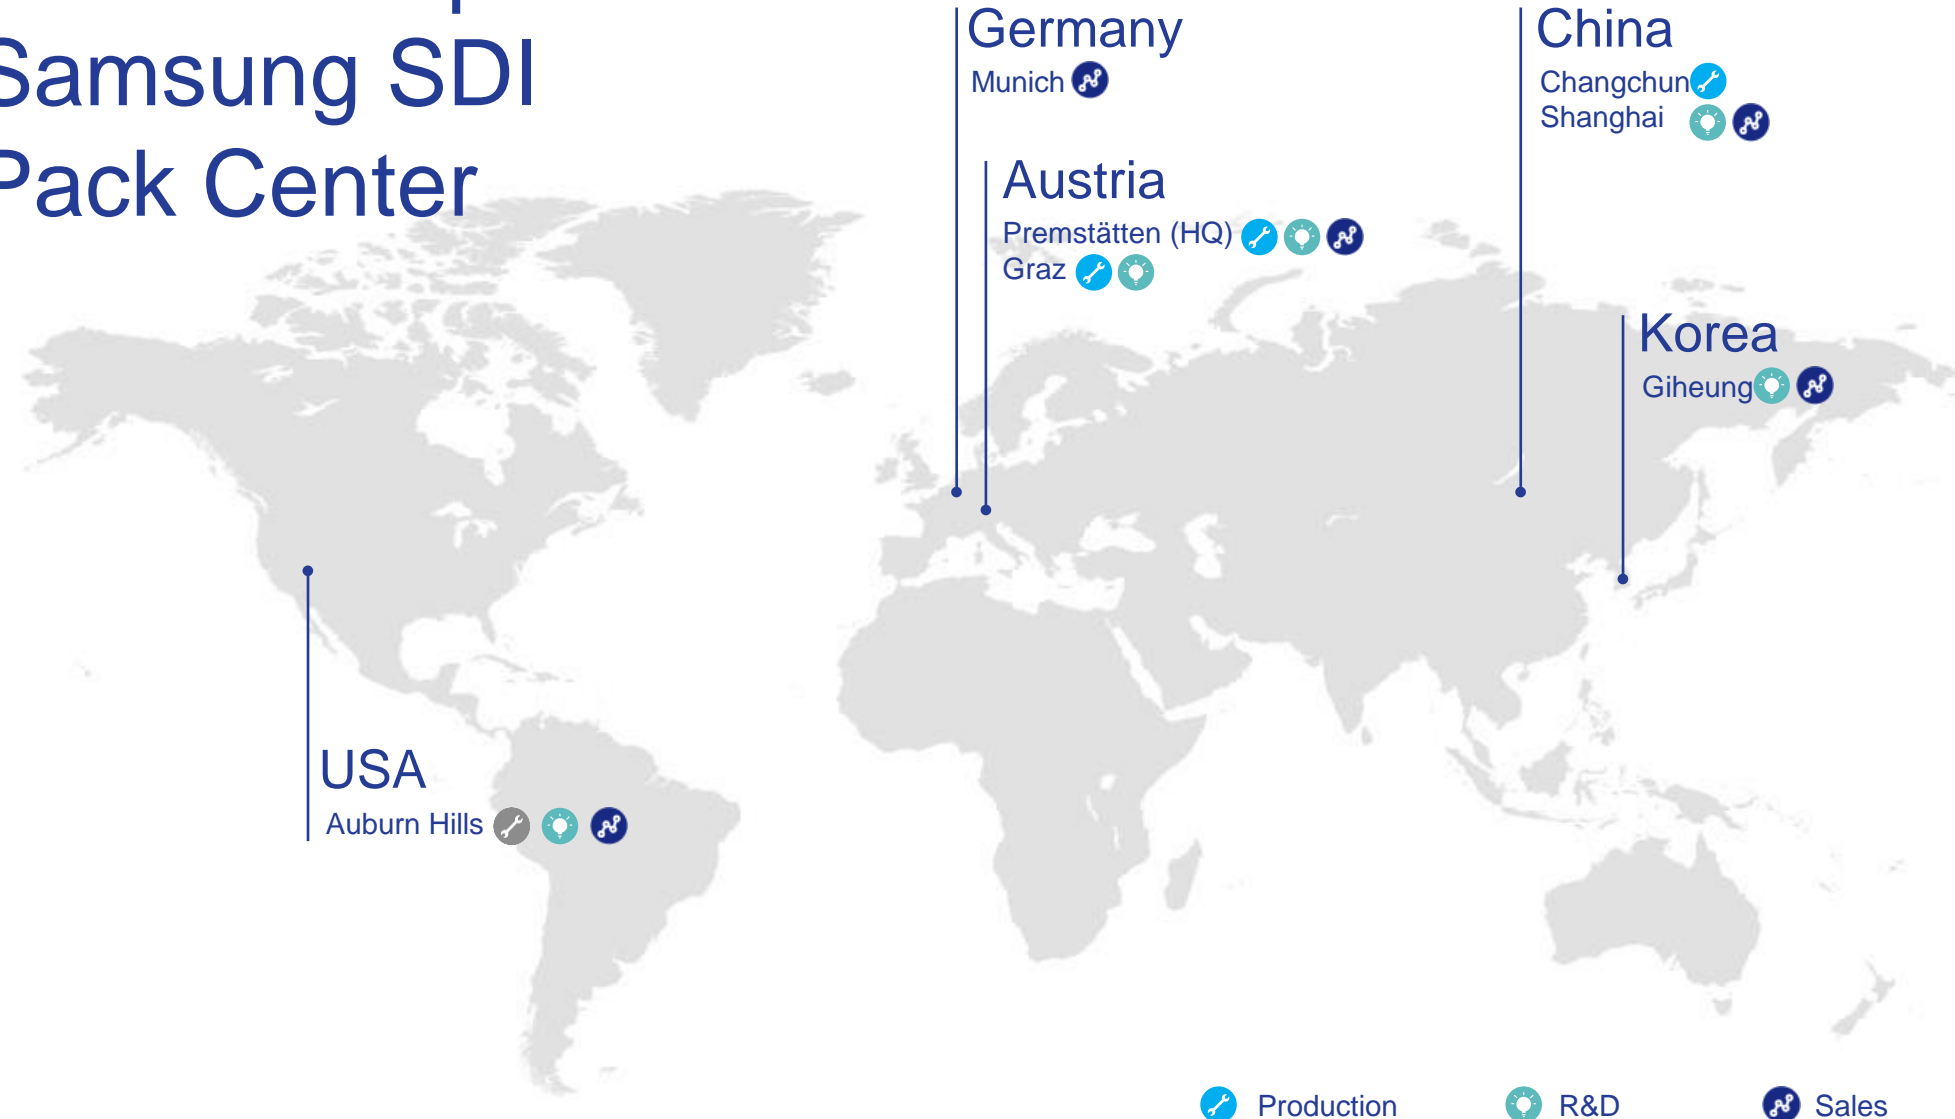 Samsung SDI
Pack Center
Germany
Munich
China
Changchun
Shanghai
Austria
Premstätten (HQ)
Graz
Korea
Giheung
USA
Auburn Hills
Production
R&D
Sales